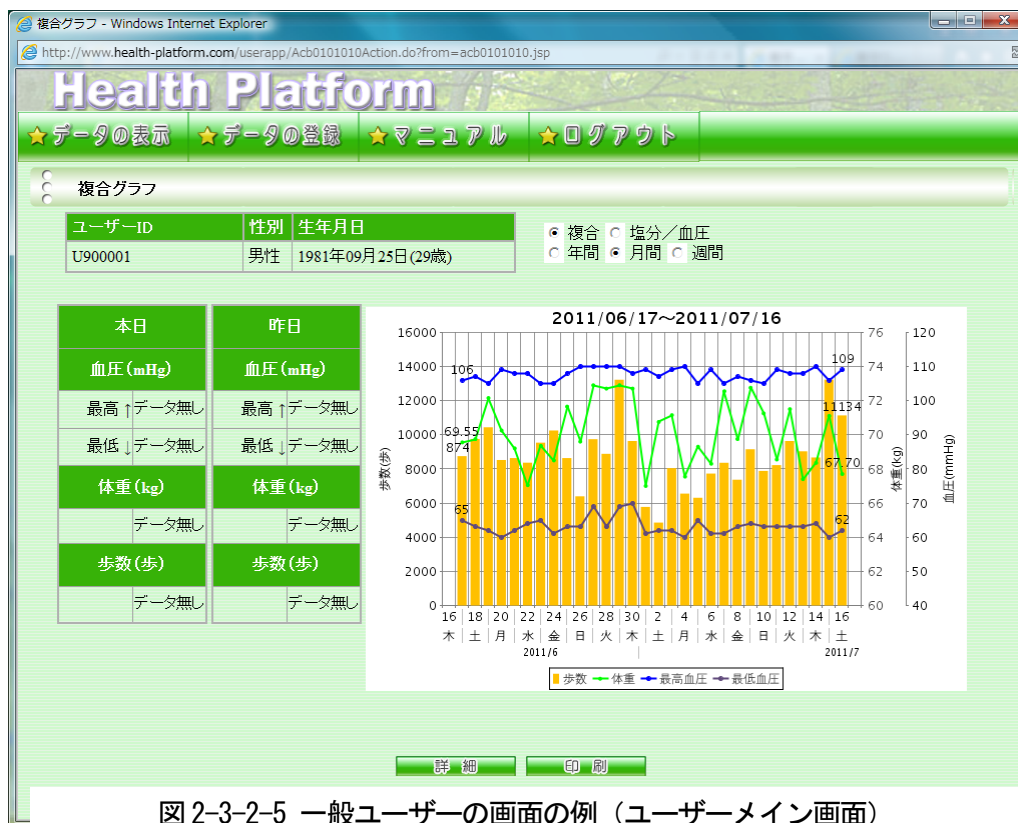 複合グラフ - Windows Internet Explorer
http://www.health-platform.com/userapp/Acb0101010Action.do?from=acb0101010.jsp
Health Platform
データの表示 データの登録 マニュアル ログアウト
複合グラフ
ユーザーID 性別 生年月日
U900001 男性 1981年09月25日(29歳)
複合 塩分／血圧
年間 月間 週間
本日 昨日
血圧(mHg) 血圧(mHg)
最高↑ データ無し 最高↑ データ無し
最低↓ データ無し 最低↓ データ無し
体重(kg) 体重(kg)
データ無し データ無し
歩数(歩) 歩数(歩)
データ無し データ無し
2011/06/17～2011/07/16
16000 76 120
14000 74 110
12000 72 100
10000 70 90
8000 68 80
6000 66 70
4000 64 60
2000 62 50
0 60 40
歩数(歩)
体重(kg)
血圧(mmHg)
106 109
11134
69.55
874
67.70
65 62
16 18 20 22 24 26 28 30 2 4 6 8 10 12 14 16
木 土 月 水 金 日 火 木 土 月 水 金 日 火 木 土
2011/6 2011/7
歩数 体重 最高血圧 最低血圧
詳 細 印 刷
図2-3-2-5 一般ユーザーの画面の例（ユーザーメイン画面）